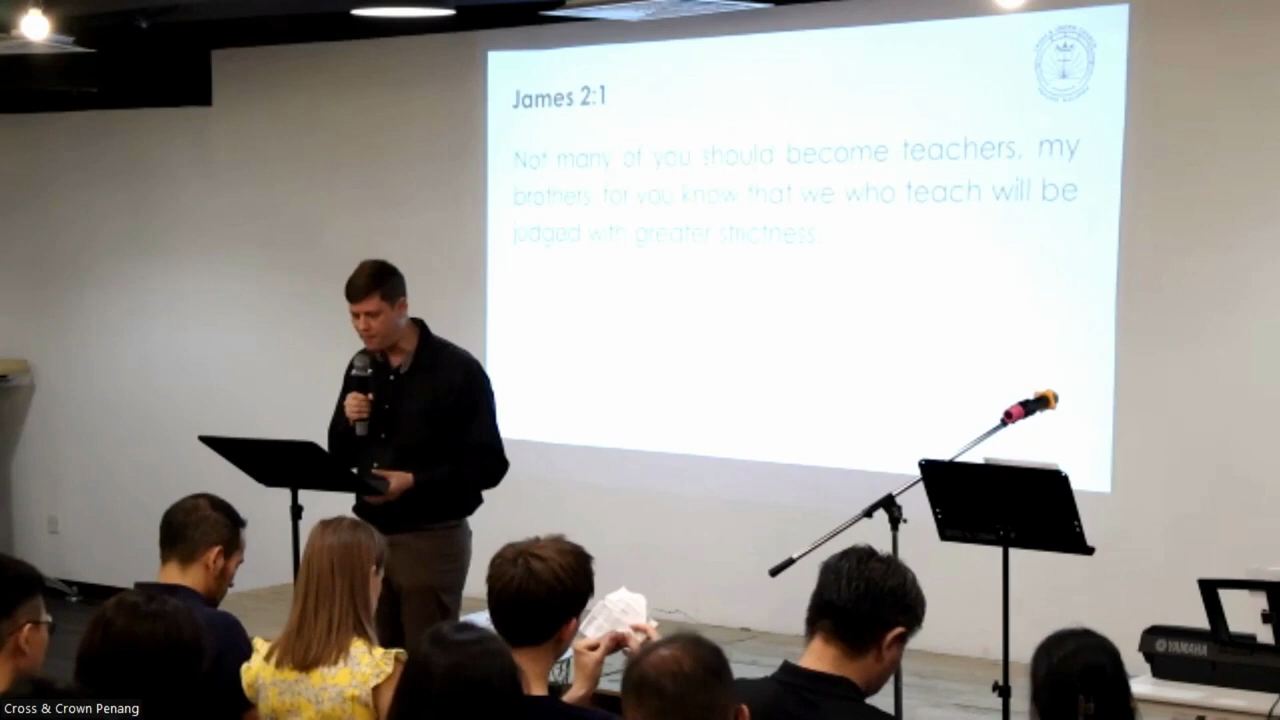 James 2:1
Not many of you should become teachers, my
brothers, for you know that we who teach will be
judged with greater strictness.
YAMAHA
Cross & Crown Penang